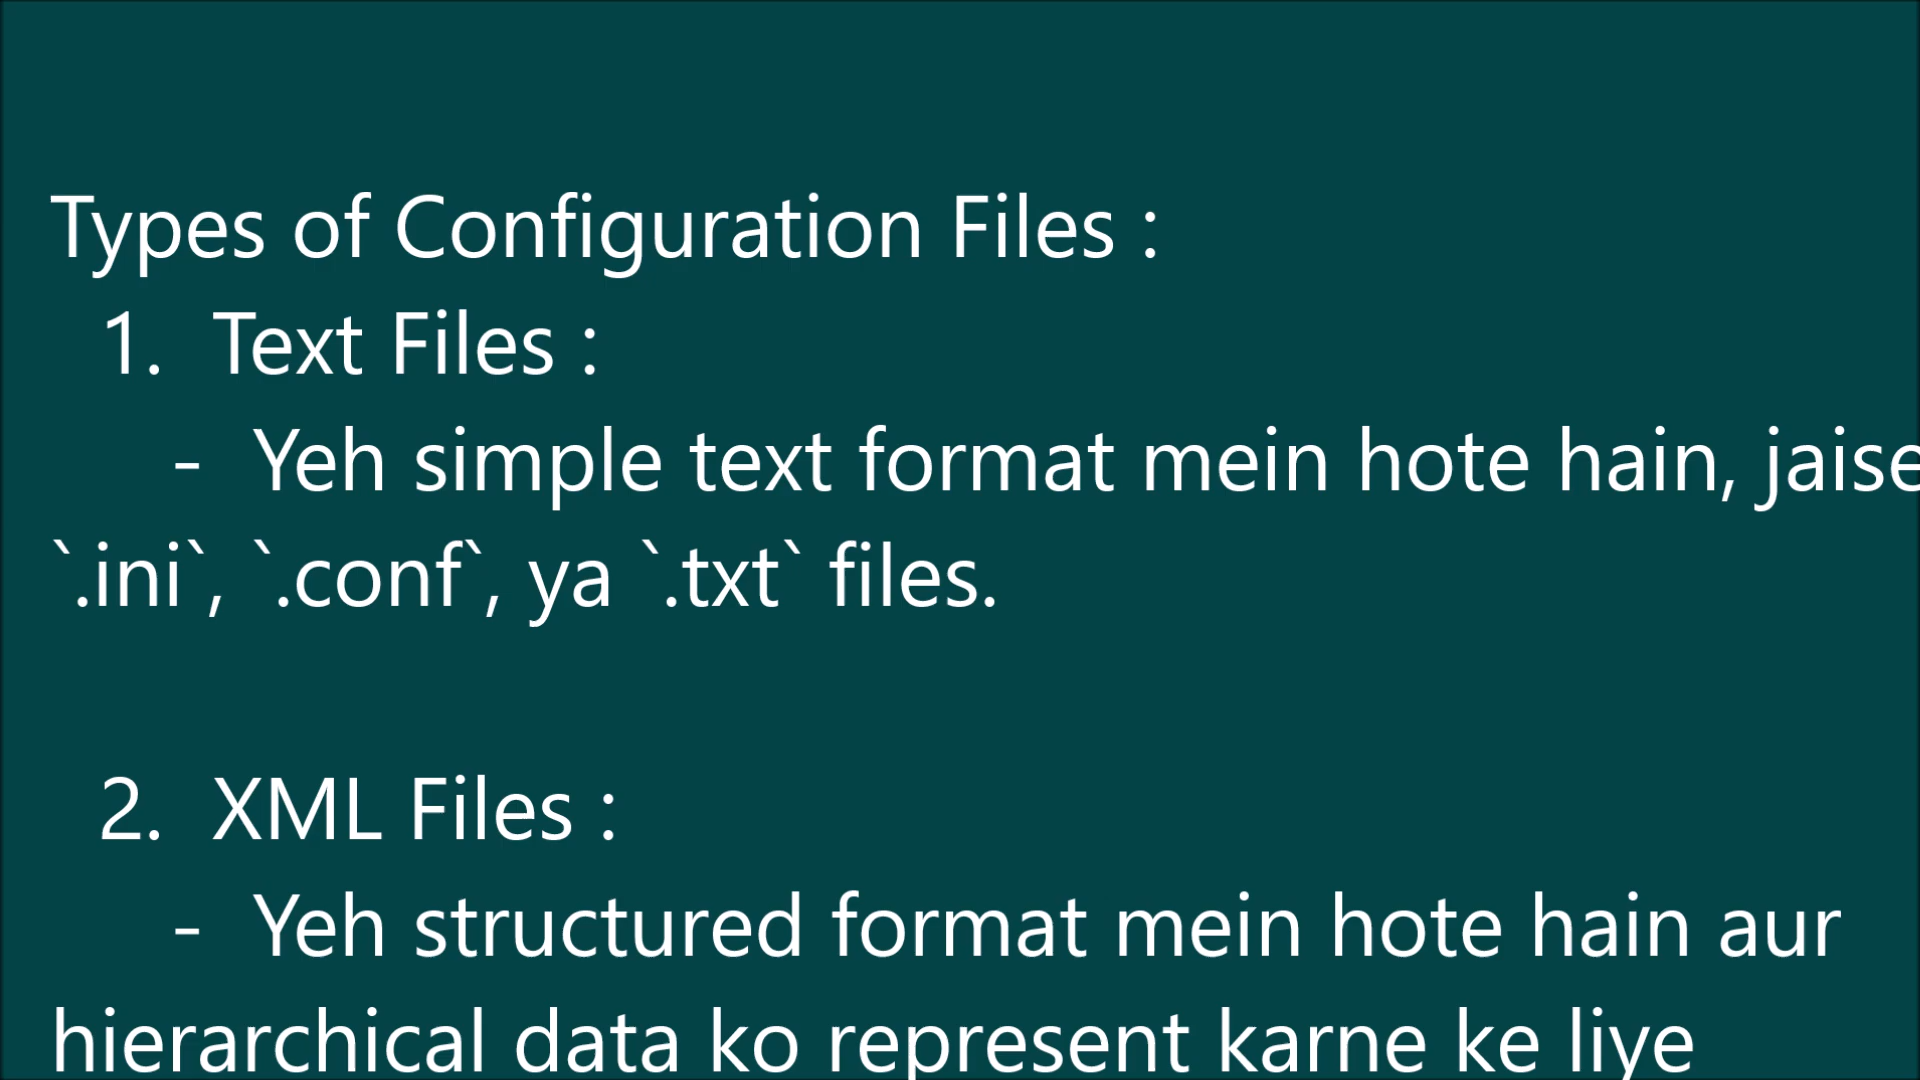 Types of Configuration Files :
1. Text Files :
- Yeh simple text format mein hote hain, jaise
`.ini`, `.conf`, ya `.txt` files.
2. XML Files :
- Yeh structured format mein hote hain aur
hierarchical data ko represent karne ke liye